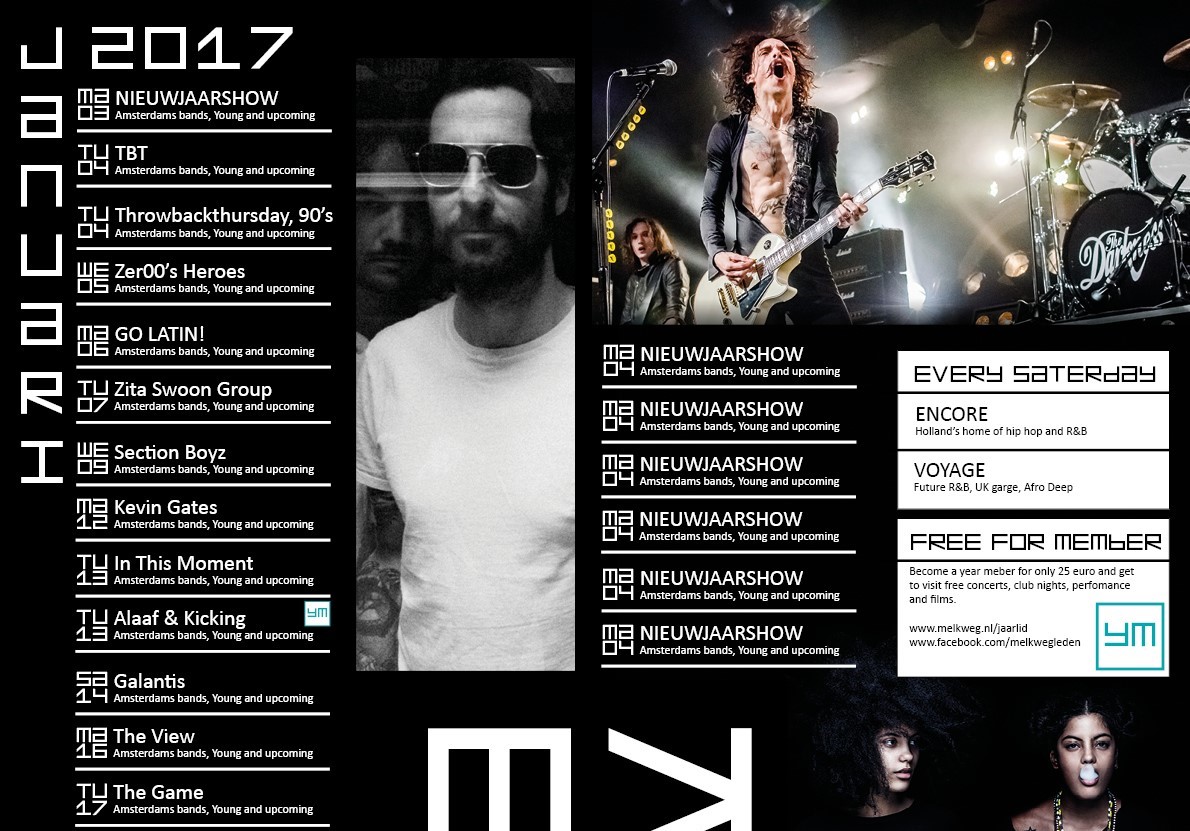 J 2017
aNUaRI
Ma
03
NIEUWJAARSHOW
Amsterdams bands, Young and upcoming
TU
04
TBT
Amsterdams bands, Young and upcoming
TU
04
Throwbackthursday, 90's
Amsterdams bands, Young and upcoming
WE
05
Zer00's Heroes
Amsterdams bands, Young and upcoming
Ma
06
GO LATIN!
Amsterdams bands, Young and upcoming
TU
07
Zita Swoon Group
Amsterdams bands, Young and upcoming
WE
09
Section Boyz
Amsterdams bands, Young and upcoming
Ma
12
Kevin Gates
Amsterdams bands, Young and upcoming
TU
13
In This Moment
Amsterdams bands, Young and upcoming
TU
13
Alaaf & Kicking
Amsterdams bands, Young and upcoming
YM
Sa
14
Galantis
Amsterdams bands, Young and upcoming
Ma
16
The View
Amsterdams bands, Young and upcoming
TU
17
The Game
Amsterdams bands, Young and upcoming
The
Darkness
Marshall
Ma
04
NIEUWJAARSHOW
Amsterdams bands, Young and upcoming
Ma
04
NIEUWJAARSHOW
Amsterdams bands, Young and upcoming
Ma
04
NIEUWJAARSHOW
Amsterdams bands, Young and upcoming
Ma
04
NIEUWJAARSHOW
Amsterdams bands, Young and upcoming
Ma
04
NIEUWJAARSHOW
Amsterdams bands, Young and upcoming
Ma
04
NIEUWJAARSHOW
Amsterdams bands, Young and upcoming
EVERY SaTERdaY
ENCORE
Holland's home of hip hop and R&B
VOYAGE
Future R&B, UK garge, Afro Deep
FREE FOR MEMbER
Become a year meber for only 25 euro and get
to visit free concerts, club nights, perfomance
and films.
www.melkweg.nl/jaarlid
www.facebook.com/melkwegleden
YM